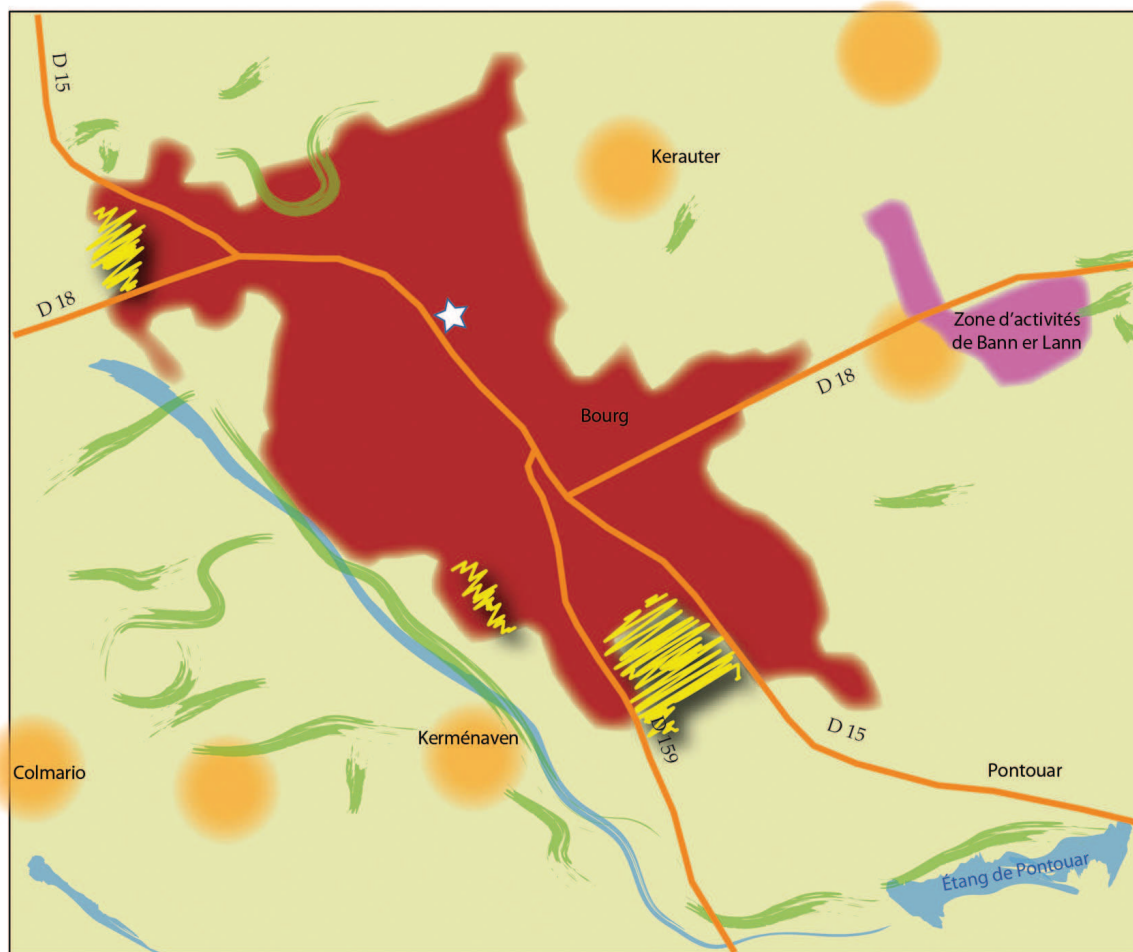 D 15
Kerauter
D 18
Zone d'activités
de Bann er Lann
D 18
Bourg
D 15
D 159
Kerménaven
Colmario
Pontouar
Étang de Pontouar